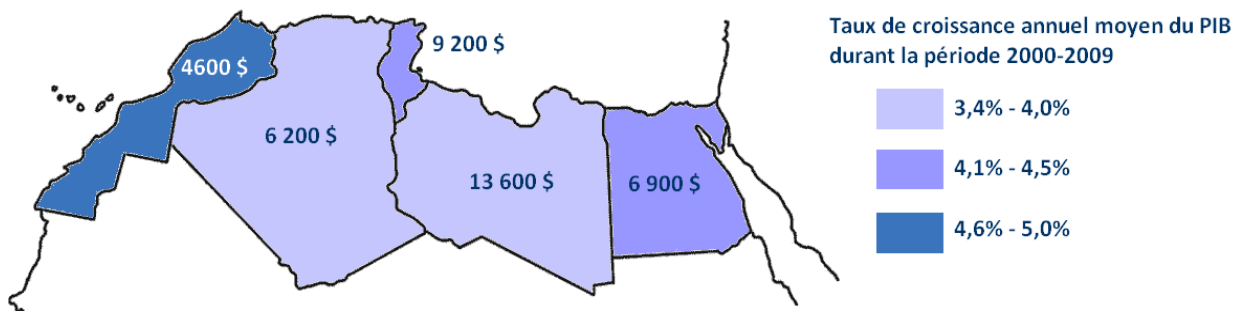 Taux de croissance annuel moyen du PIB
durant la période 2000-2009
9 200 $
4600 $
3,4% - 4,0%
6 200 $
4,1% - 4,5%
13 600 $
6 900 $
4,6% - 5,0%